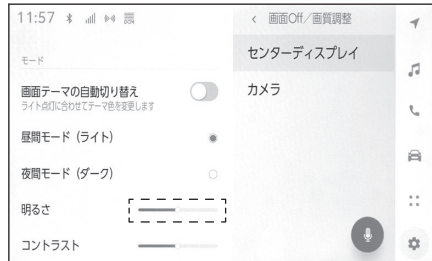 11:57
< 画面Off/画質調整
モード
センターディスプレイ
画面テーマの自動切り替え
ライト点灯に合わせてテーマ色を変更します
カメラ
昼間モード（ライト）
夜間モード（ダーク）
明るさ
コントラスト